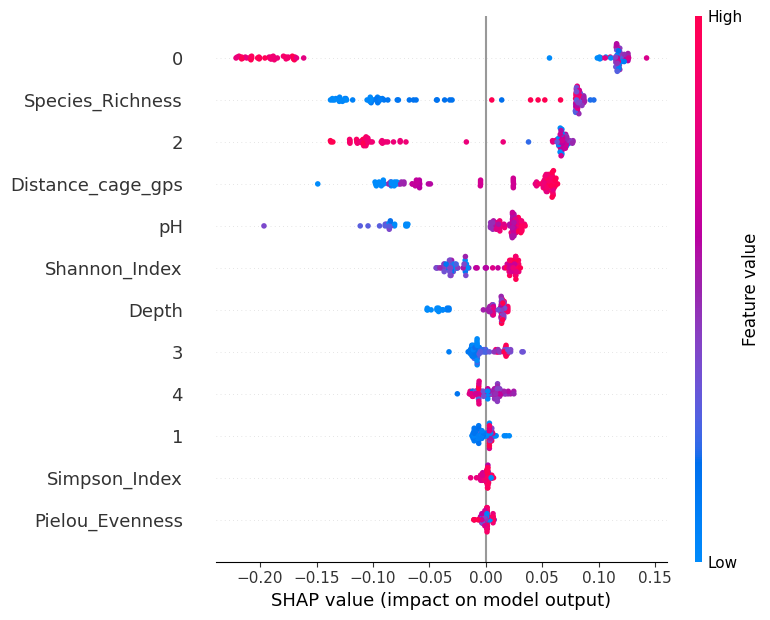 High
0
Species_Richness
2
Distance_cage_gps
pH
Shannon_Index
Depth
3
4
1
Simpson_Index
Pielou_Evenness
Feature value
Low
−0.20 −0.15 −0.10 −0.05 0.00 0.05 0.10 0.15
SHAP value (impact on model output)